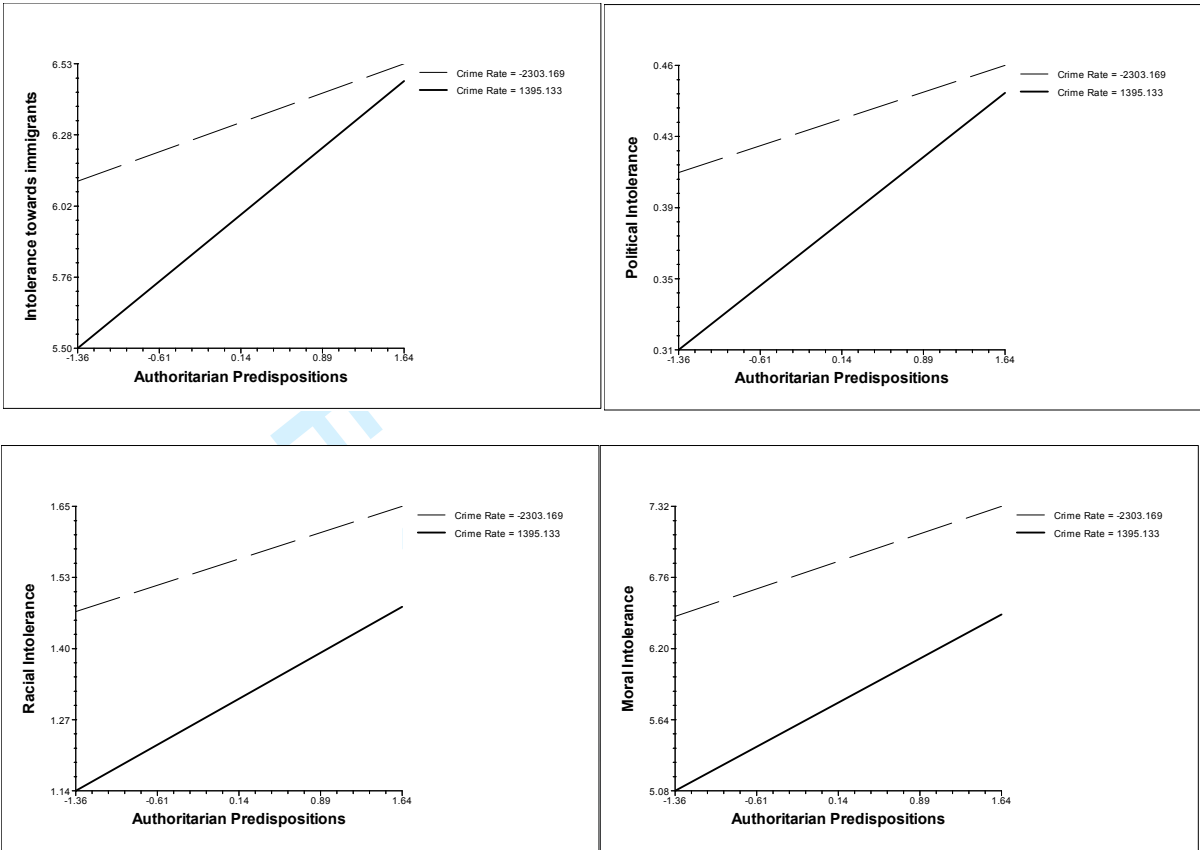 6.53
6.28
6.02
5.76
5.50
-1.36
-0.61
0.14
0.89
1.64
Intolerance towards immigrants
Authoritarian Predispositions
Crime Rate = -2303.169
Crime Rate = 1395.133
0.46
0.43
0.39
0.35
0.31
-1.36
-0.61
0.14
0.89
1.64
Political Intolerance
Authoritarian Predispositions
Crime Rate = -2303.169
Crime Rate = 1395.133
1.65
1.53
1.40
1.27
1.14
-1.36
-0.61
0.14
0.89
1.64
Racial Intolerance
Authoritarian Predispositions
Crime Rate = -2303.169
Crime Rate = 1395.133
7.32
6.76
6.20
5.64
5.08
-1.36
-0.61
0.14
0.89
1.64
Moral Intolerance
Authoritarian Predispositions
Crime Rate = -2303.169
Crime Rate = 1395.133